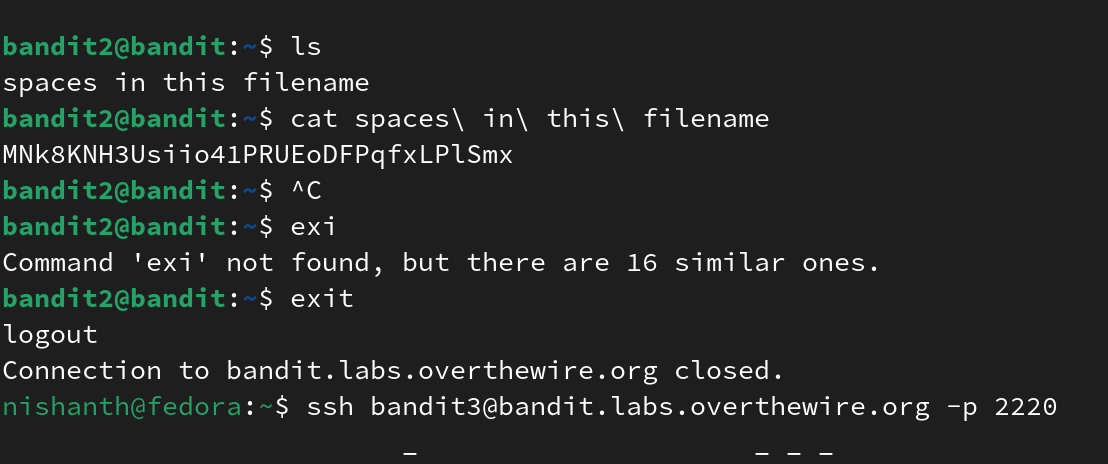 bandit2@bandit:~$ ls
spaces in this filename
bandit2@bandit:~$ cat spaces\ in\ this\ filename
MNk8KNH3Usiio41PRUEoDFPqfxLPlSmx
bandit2@bandit:~$ ^C
bandit2@bandit:~$ exi
Command 'exi' not found, but there are 16 similar ones.
bandit2@bandit:~$ exit
logout
Connection to bandit.labs.overthewire.org closed.
nishanth@fedora:~$ ssh bandit3@bandit.labs.overthewire.org -p 2220
_ _ _ _